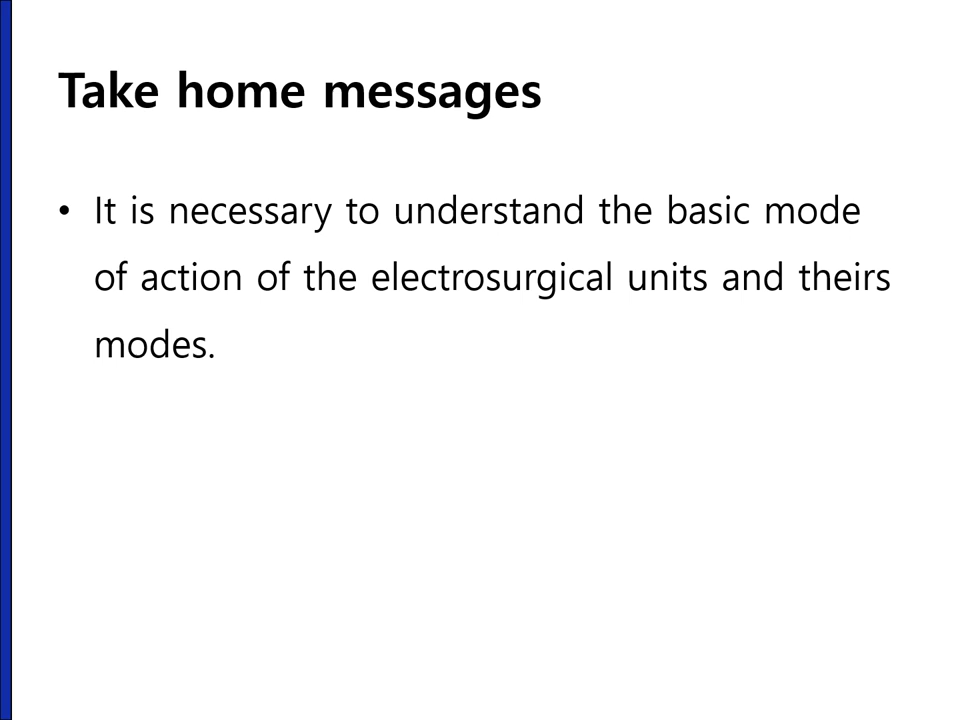 Take home messages
• It is necessary to understand the basic mode
of action of the electrosurgical units and theirs
modes.